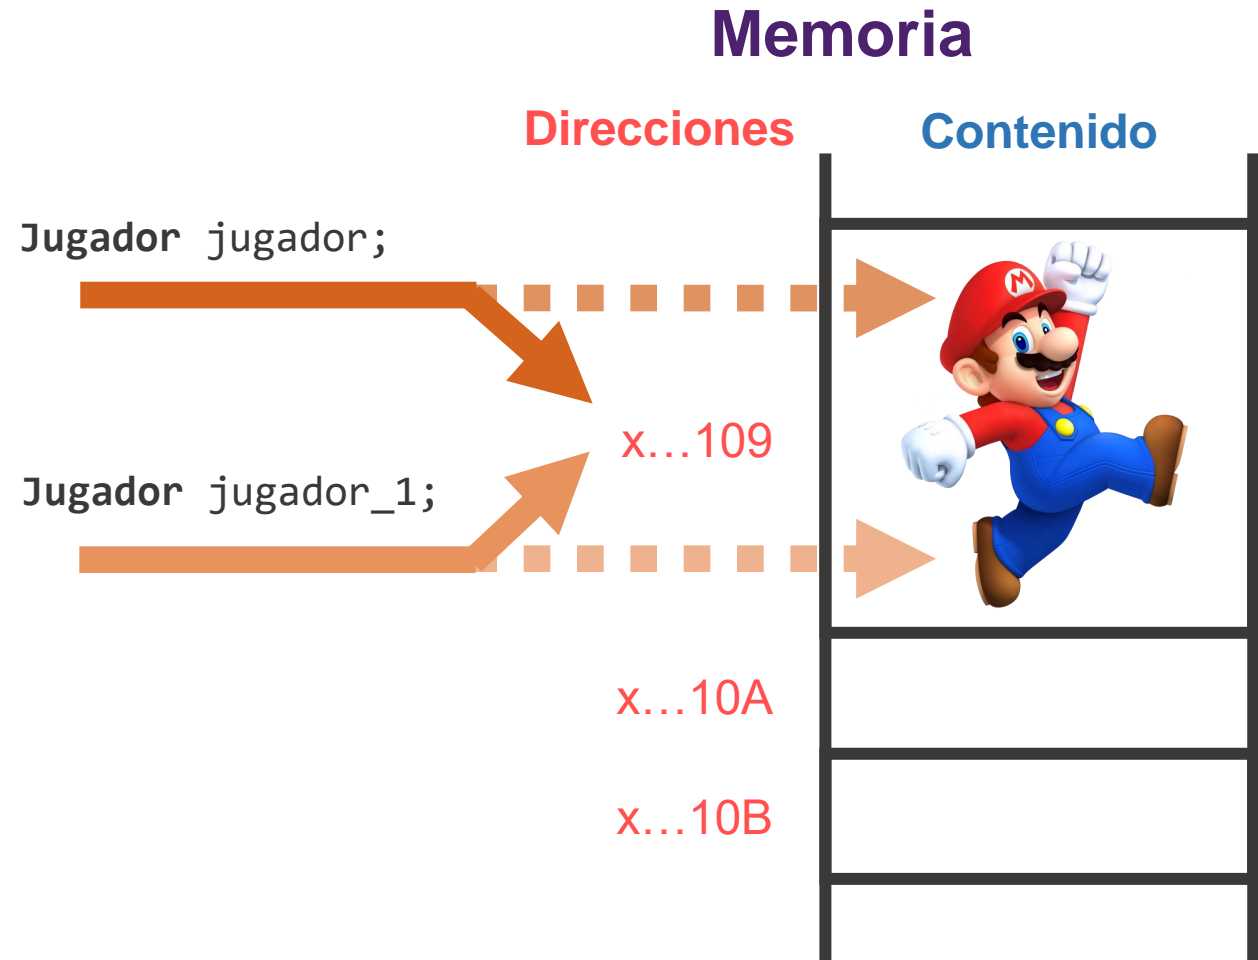 Memoria
Direcciones Contenido
Jugador jugador;
M
x…109
Jugador jugador_1;
x…10A
x…10B